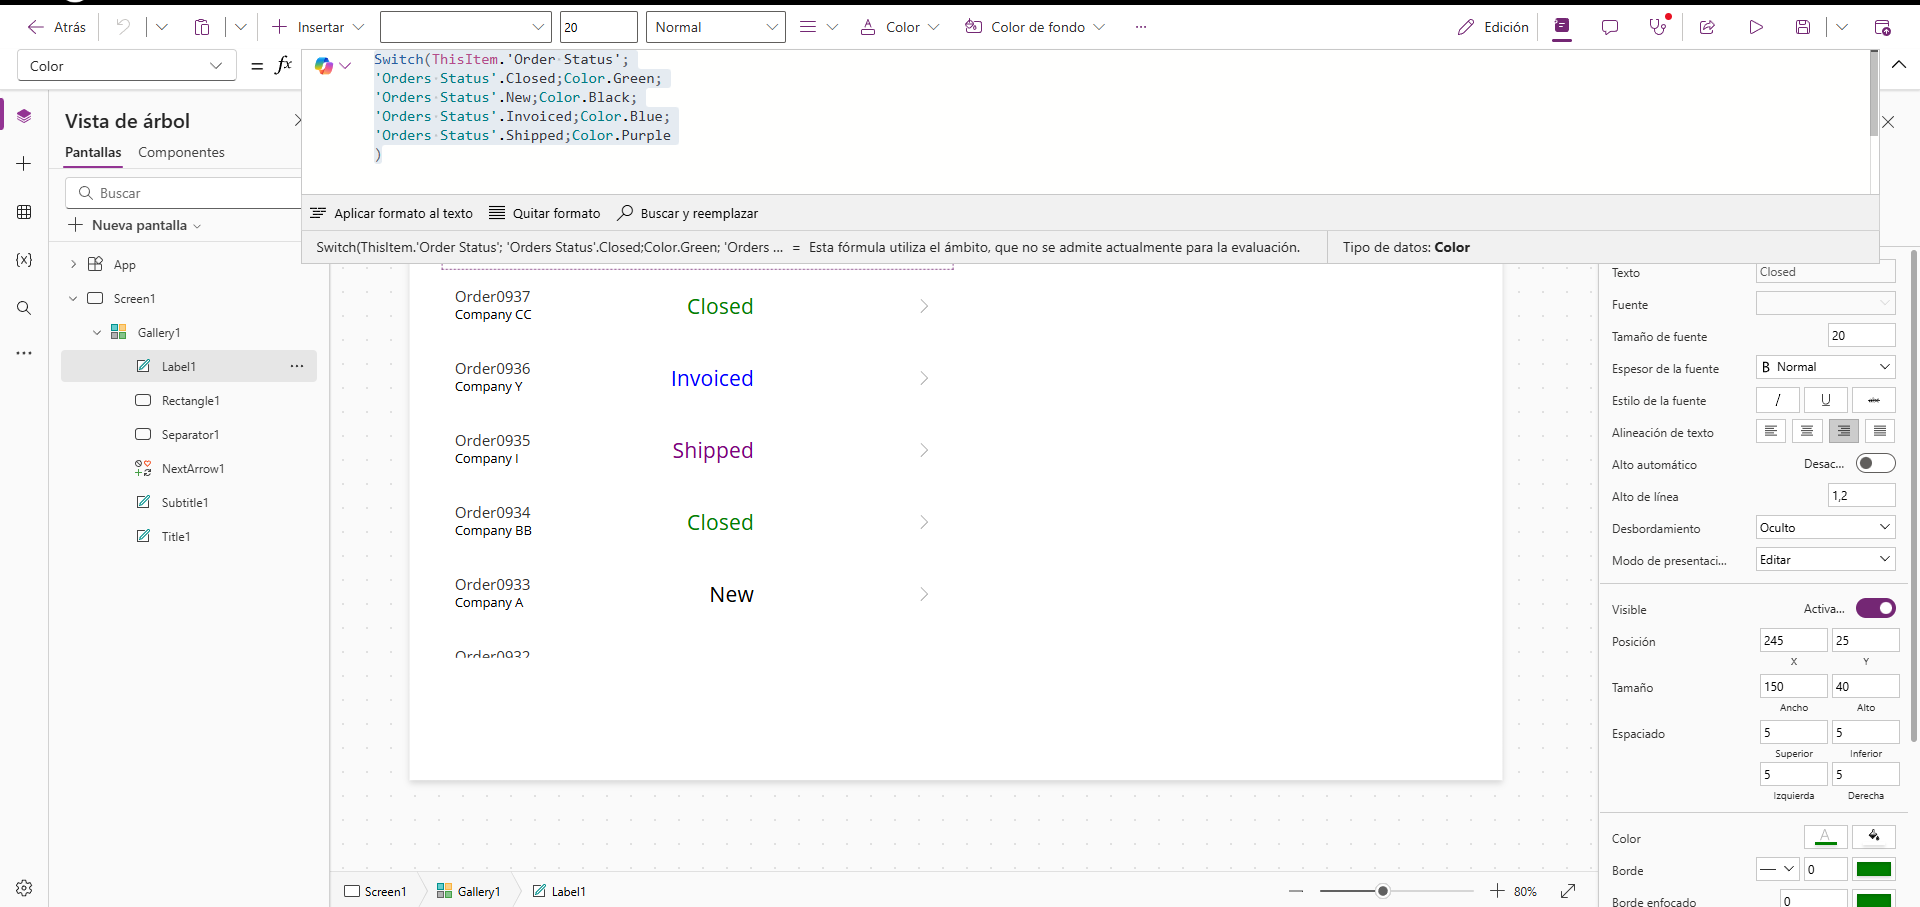 Atrás
Insertar
20
Normal
Color
Color de fondo
Edición
Color
= fx
Switch(ThisItem.'Order Status';
'Orders Status'.Closed;Color.Green;
'Orders Status'.New;Color.Black;
'Orders Status'.Invoiced;Color.Blue;
'Orders Status'.Shipped;Color.Purple
)
Aplicar formato al texto
Quitar formato
Buscar y reemplazar
Switch(ThisItem.'Order Status'; 'Orders Status'.Closed;Color.Green; 'Orders ... = Esta fórmula utiliza el ámbito, que no se admite actualmente para la evaluación.
Tipo de datos: Color
Vista de árbol
Pantallas
Componentes
Buscar
Nueva pantalla
App
Screen1
Gallery1
Label1
Rectangle1
Separator1
NextArrow1
Subtitle1
Title1
Order0937
Company CC
Closed
Order0936
Company Y
Invoiced
Order0935
Company I
Shipped
Order0934
Company BB
Closed
Order0933
Company A
New
Order0932
Texto
Closed
Fuente
Tamaño de fuente
20
Espesor de la fuente
B Normal
Estilo de la fuente
/ U abc
Alineación de texto
Alto automático
Desac...
Alto de línea
1,2
Desbordamiento
Oculto
Modo de presentaci...
Editar
Visible
Activa...
Posición
245
25
X
Y
Tamaño
150
40
Ancho
Alto
Espaciado
5
5
Superior
Inferior
5
5
Izquierda
Derecha
Color
A
Borde
0
Borde enfocado
0
Screen1
Gallery1
Label1
80%